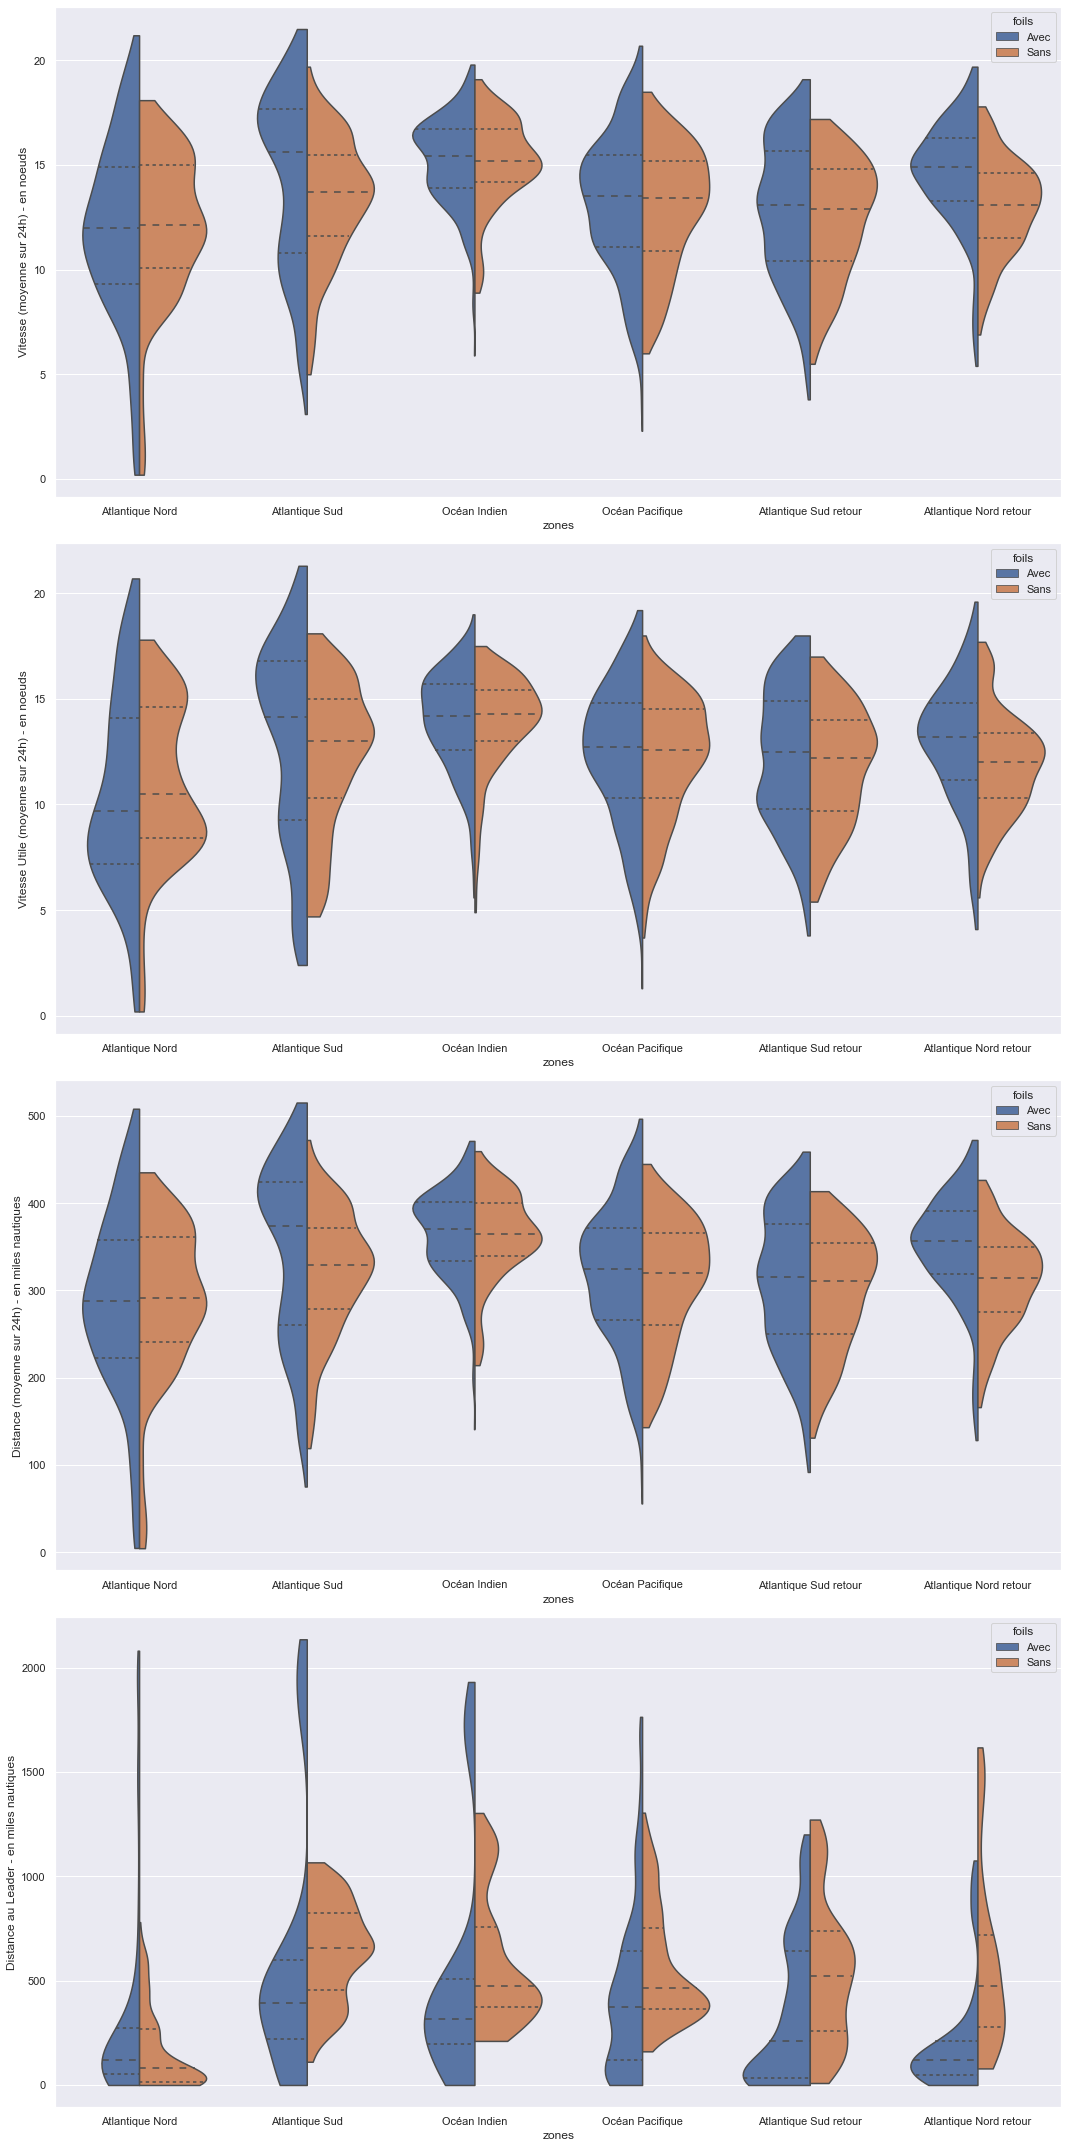 foils
Avec
Sans
Vitesse (moyenne sur 24h) - en noeuds
20
15
10
5
0
Atlantique Nord Atlantique Sud Océan Indien Océan Pacifique Atlantique Sud retour Atlantique Nord retour
zones
foils
Avec
Sans
Vitesse Utile (moyenne sur 24h) - en noeuds
20
15
10
5
0
Atlantique Nord Atlantique Sud Océan Indien Océan Pacifique Atlantique Sud retour Atlantique Nord retour
zones
foils
Avec
Sans
Distance (moyenne sur 24h) - en miles nautiques
500
400
300
200
100
0
Atlantique Nord Atlantique Sud Océan Indien Océan Pacifique Atlantique Sud retour Atlantique Nord retour
zones
foils
Avec
Sans
Distance au Leader - en miles nautiques
2000
1500
1000
500
0
Atlantique Nord Atlantique Sud Océan Indien Océan Pacifique Atlantique Sud retour Atlantique Nord retour
zones